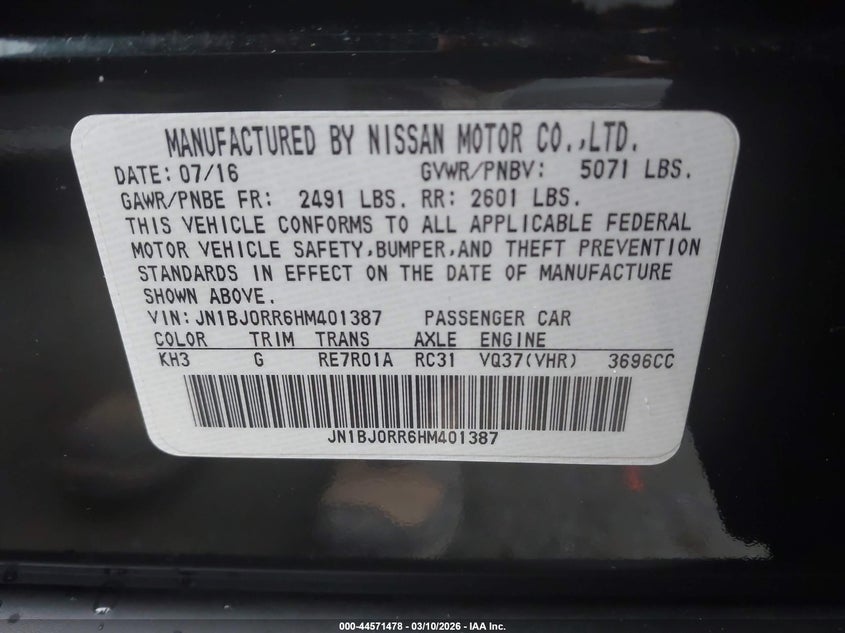 MANUFACTURED BY NISSAN MOTOR CO.,LTD.
DATE: 07/16 GVWR/PNBV: 5071 LBS.
GAWR/PNBE FR: 2491 LBS. RR: 2601 LBS.
THIS VEHICLE CONFORMS TO ALL APPLICABLE FEDERAL
MOTOR VEHICLE SAFETY,BUMPER,AND THEFT PREVENTION
STANDARDS IN EFFECT ON THE DATE OF MANUFACTURE
SHOWN ABOVE.
VIN: JN1BJ0RR6HM401387 PASSENGER CAR
COLOR TRIM TRANS AXLE ENGINE
KH3 G RE7R01A RC31 VQ37(VHR) 3696CC
JN1BJ0RR6HM401387
000-44571478 — 03/10/2026 — IAA Inc.